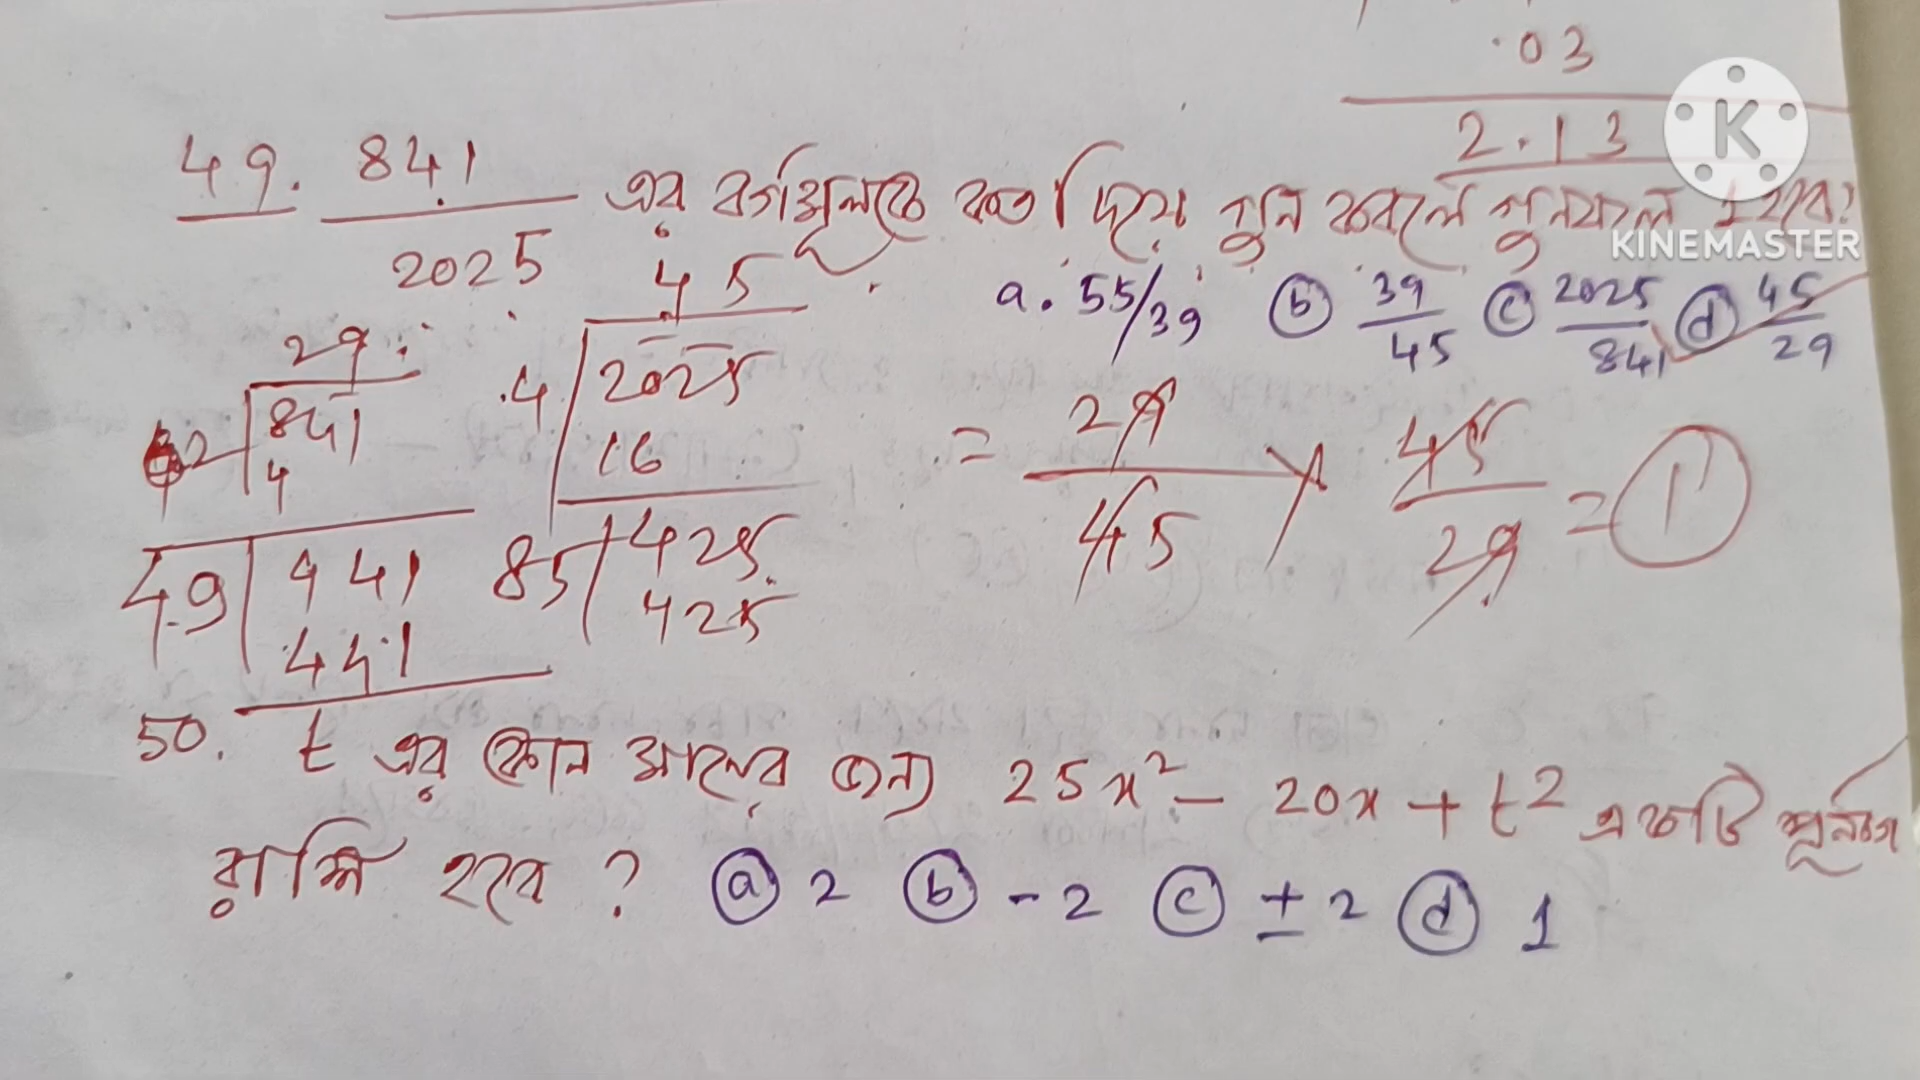 .03
2.13
K
KINEMASTER
49. 841/2025 এর বর্গমূলকে কত দিয়ে গুন করলে গুনফল 1 হবে?
a. 55/39 ⓑ 39/45 ⓒ 2025/841 ⓓ 45/29
29
2 841
4
49 441
441
45
4 2025
16
85 425
425
= 29/45 × 45/29 = 1
50. t এর কোন মানের জন্য 25x² - 20x + t² একটি পূর্নবর্গ
রাশি হবে? ⓐ 2 ⓑ -2 ⓒ ±2 ⓓ 1